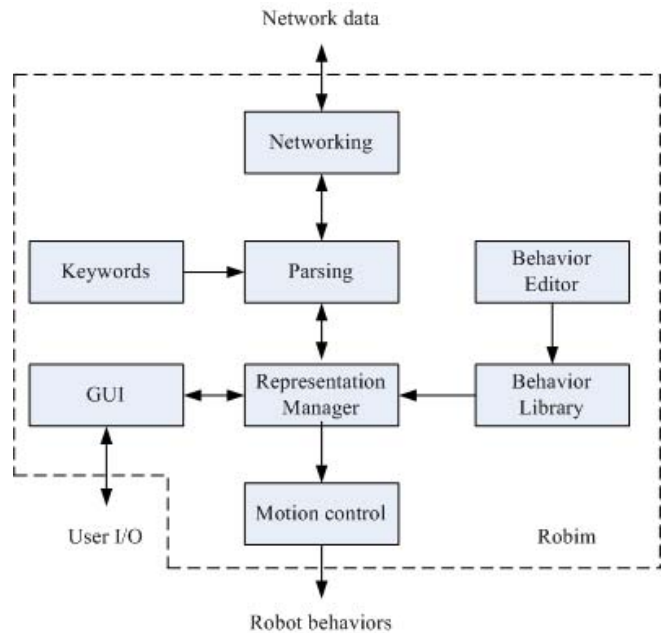 Network data
Networking
Keywords
Parsing
Behavior
Editor
GUI
Representation
Manager
Behavior
Library
Motion control
User I/O
Robim
Robot behaviors